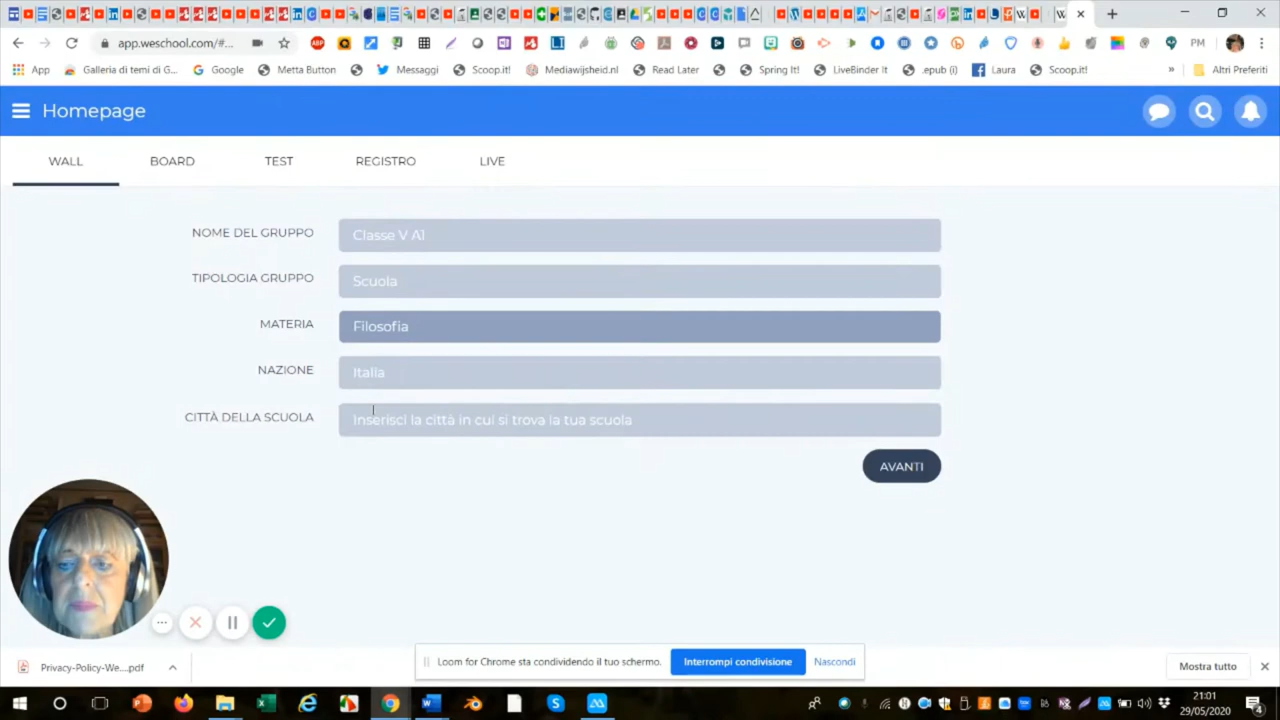 app.weschool.com/#...
PM
App
Galleria di temi di G...
Google
Metta Button
Messaggi
Scoop.it!
Mediawijsheid.nl
Read Later
Spring It!
LiveBinder It
.epub (i)
Laura
Scoop.it!
»
Altri Preferiti
Homepage
WALL
BOARD
TEST
REGISTRO
LIVE
NOME DEL GRUPPO
Classe V A1
TIPOLOGIA GRUPPO
Scuola
MATERIA
Filosofia
NAZIONE
Italia
CITTÀ DELLA SCUOLA
Inserisci la città in cui si trova la tua scuola
AVANTI
Privacy-Policy-We....pdf
Loom for Chrome sta condividendo il tuo schermo.
Interrompi condivisione
Nascondi
Mostra tutto
21:01
29/05/2020